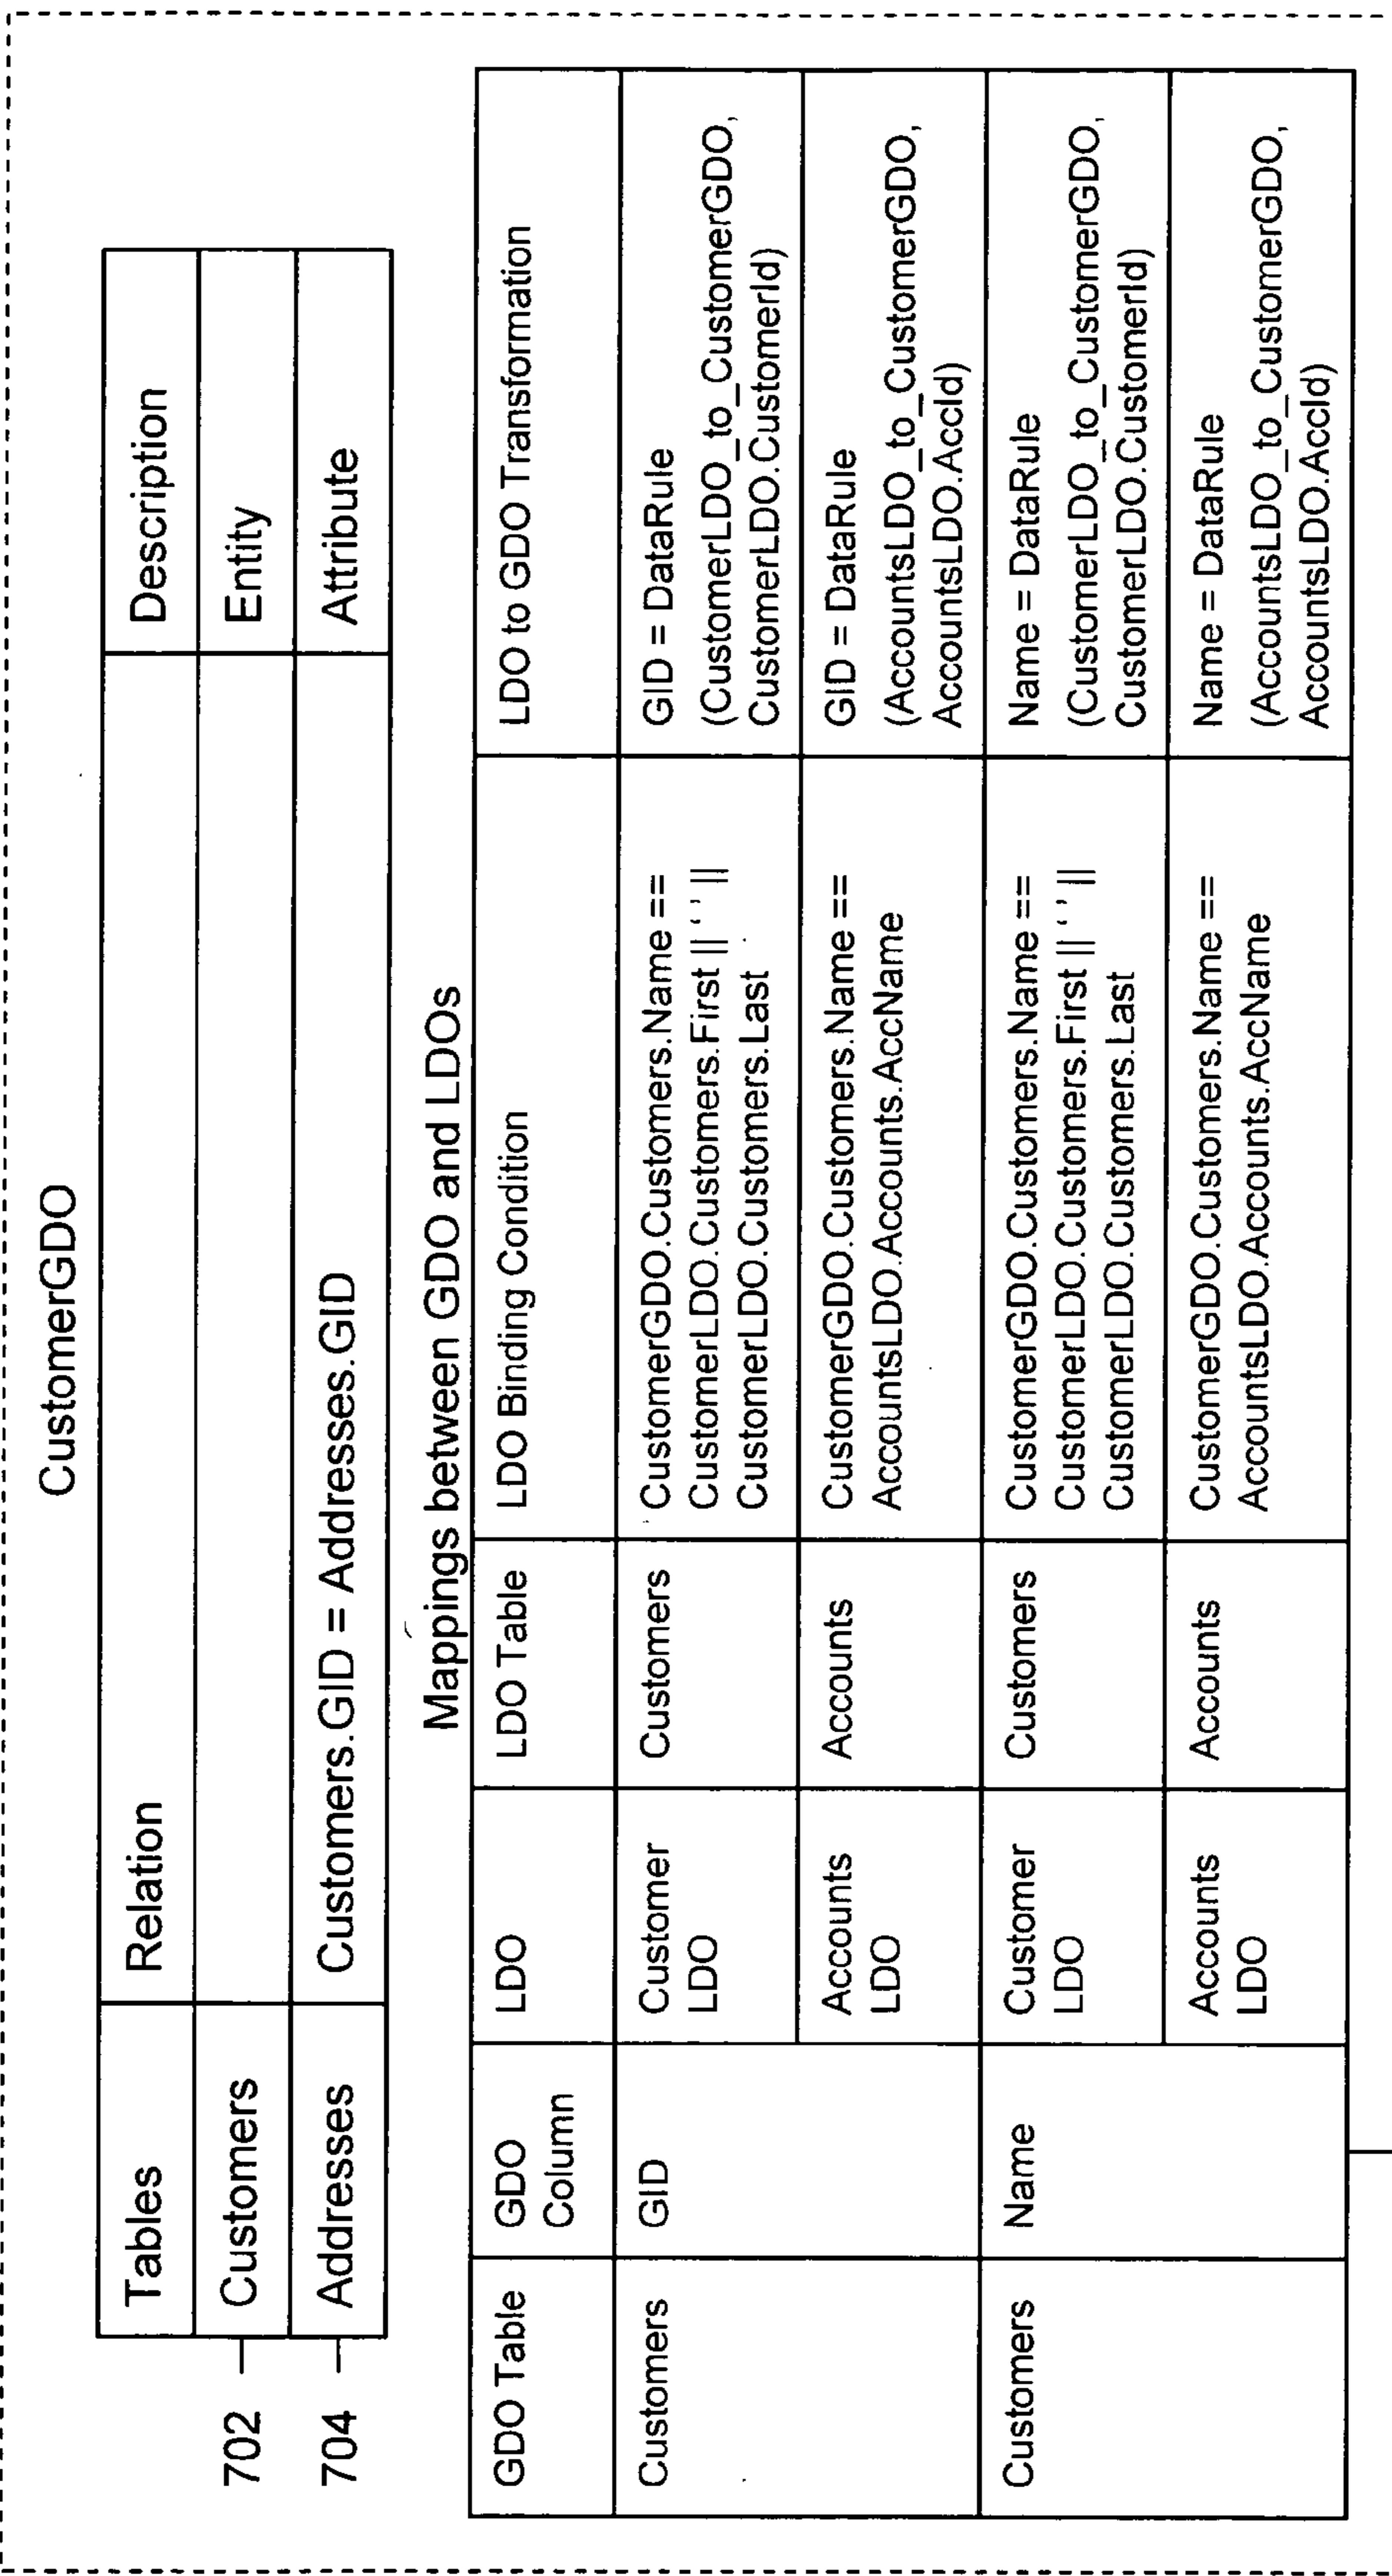 CustomerGDO
Tables Relation Description
702 Customers Entity
704 Addresses Customers.GID = Addresses.GID Attribute
Mappings between GDO and LDOs
GDO Table GDO LDO LDO Table LDO Binding Condition LDO to GDO Transformation
Column
Customers GID Customer Customers CustomerGDO.Customers.Name == GID = DataRule
LDO CustomerLDO.Customers.First || ‘ ’ || (CustomerLDO_to_CustomerGDO,
CustomerLDO.Customers.Last CustomerLDO.CustomerId)
Accounts Accounts CustomerGDO.Customers.Name == GID = DataRule
LDO AccountsLDO.Accounts.AccName (AccountsLDO_to_CustomerGDO,
AccountsLDO.AccId)
Customers Name Customer Customers CustomerGDO.Customers.Name == Name = DataRule
LDO CustomerLDO.Customers.First || ‘ ’ || (CustomerLDO_to_CustomerGDO,
CustomerLDO.Customers.Last CustomerLDO.CustomerId)
Accounts Accounts CustomerGDO.Customers.Name == Name = DataRule
LDO AccountsLDO.Accounts.AccName (AccountsLDO_to_CustomerGDO,
AccountsLDO.AccId)